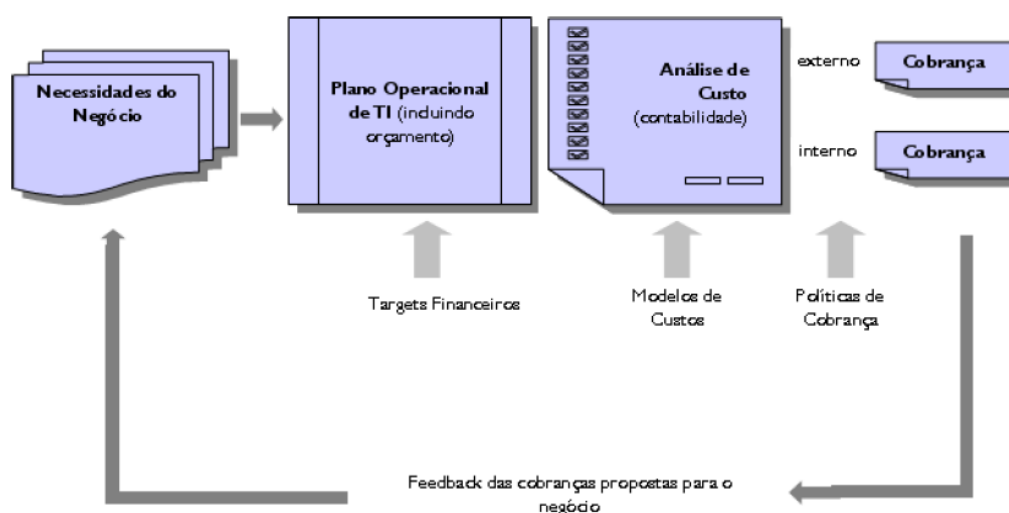 Necessidades do
Negócio
Plano Operacional
de TI (incluindo
orçamento)
Análise de
Custo
(contabilidade)
externo
Cobrança
interno
Cobrança
Targets Financeiros
Modelos de
Custos
Políticas de
Cobrança
Feedback das cobranças propostas para o
negócio